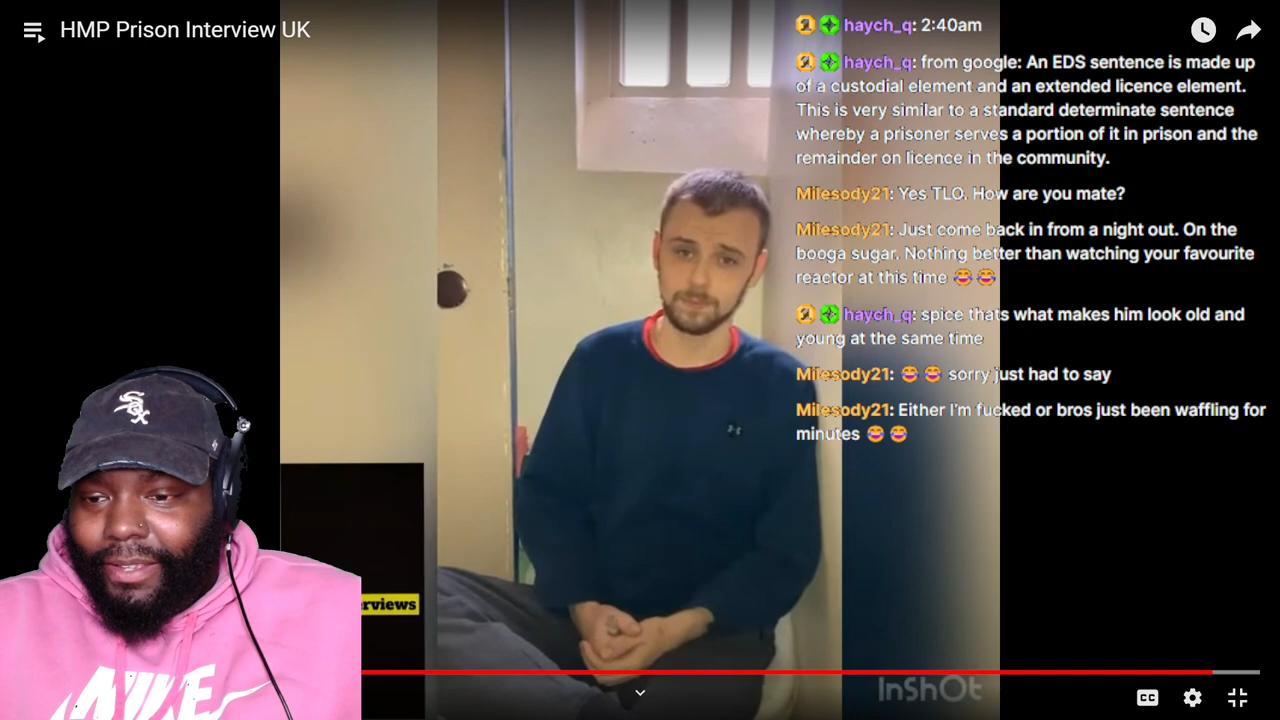 HMP Prison Interview UK
haych_q: 2:40am
haych_q: from google: An EDS sentence is made up
of a custodial element and an extended licence element.
This is very similar to a standard determinate sentence
whereby a prisoner serves a portion of it in prison and the
remainder on licence in the community.
Milesody21: Yes TLO. How are you mate?
Milesody21: Just come back in from a night out. On the
booga sugar. Nothing better than watching your favourite
reactor at this time 😂 😂
haych_q: spice thats what makes him look old and
young at the same time
Milesody21: 😂 😂 sorry just had to say
Milesody21: Either I'm fucked or bros just been waffling for
minutes 😂 😂
Sox
erviews
NIKE
InShOt
CC